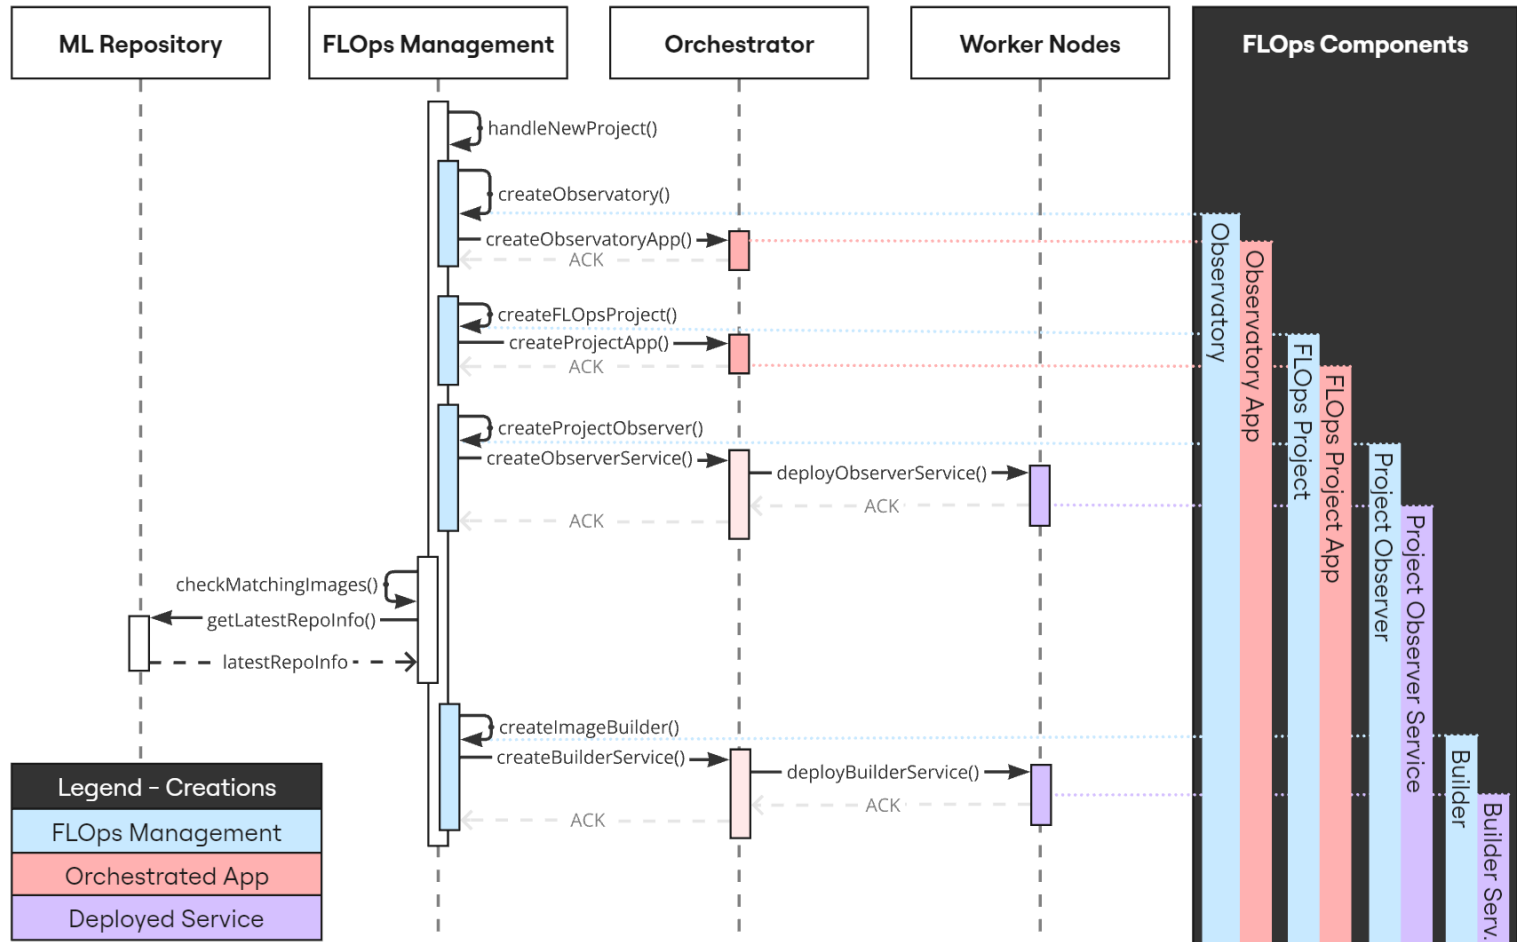 ML Repository
FLOps Management
Orchestrator
Worker Nodes
FLOps Components
handleNewProject()
createObservatory()
createObservatoryApp()
ACK
createFLOpsProject()
createProjectApp()
ACK
createProjectObserver()
createObserverService()
deployObserverService()
ACK
ACK
checkMatchingImages()
getLatestRepoInfo()
latestRepoInfo
createImageBuilder()
createBuilderService()
deployBuilderService()
ACK
ACK
Observatory
Observatory App
FLOps Project
FLOps Project App
Project Observer
Project Observer Service
Builder
Builder Serv.
Legend - Creations
FLOps Management
Orchestrated App
Deployed Service